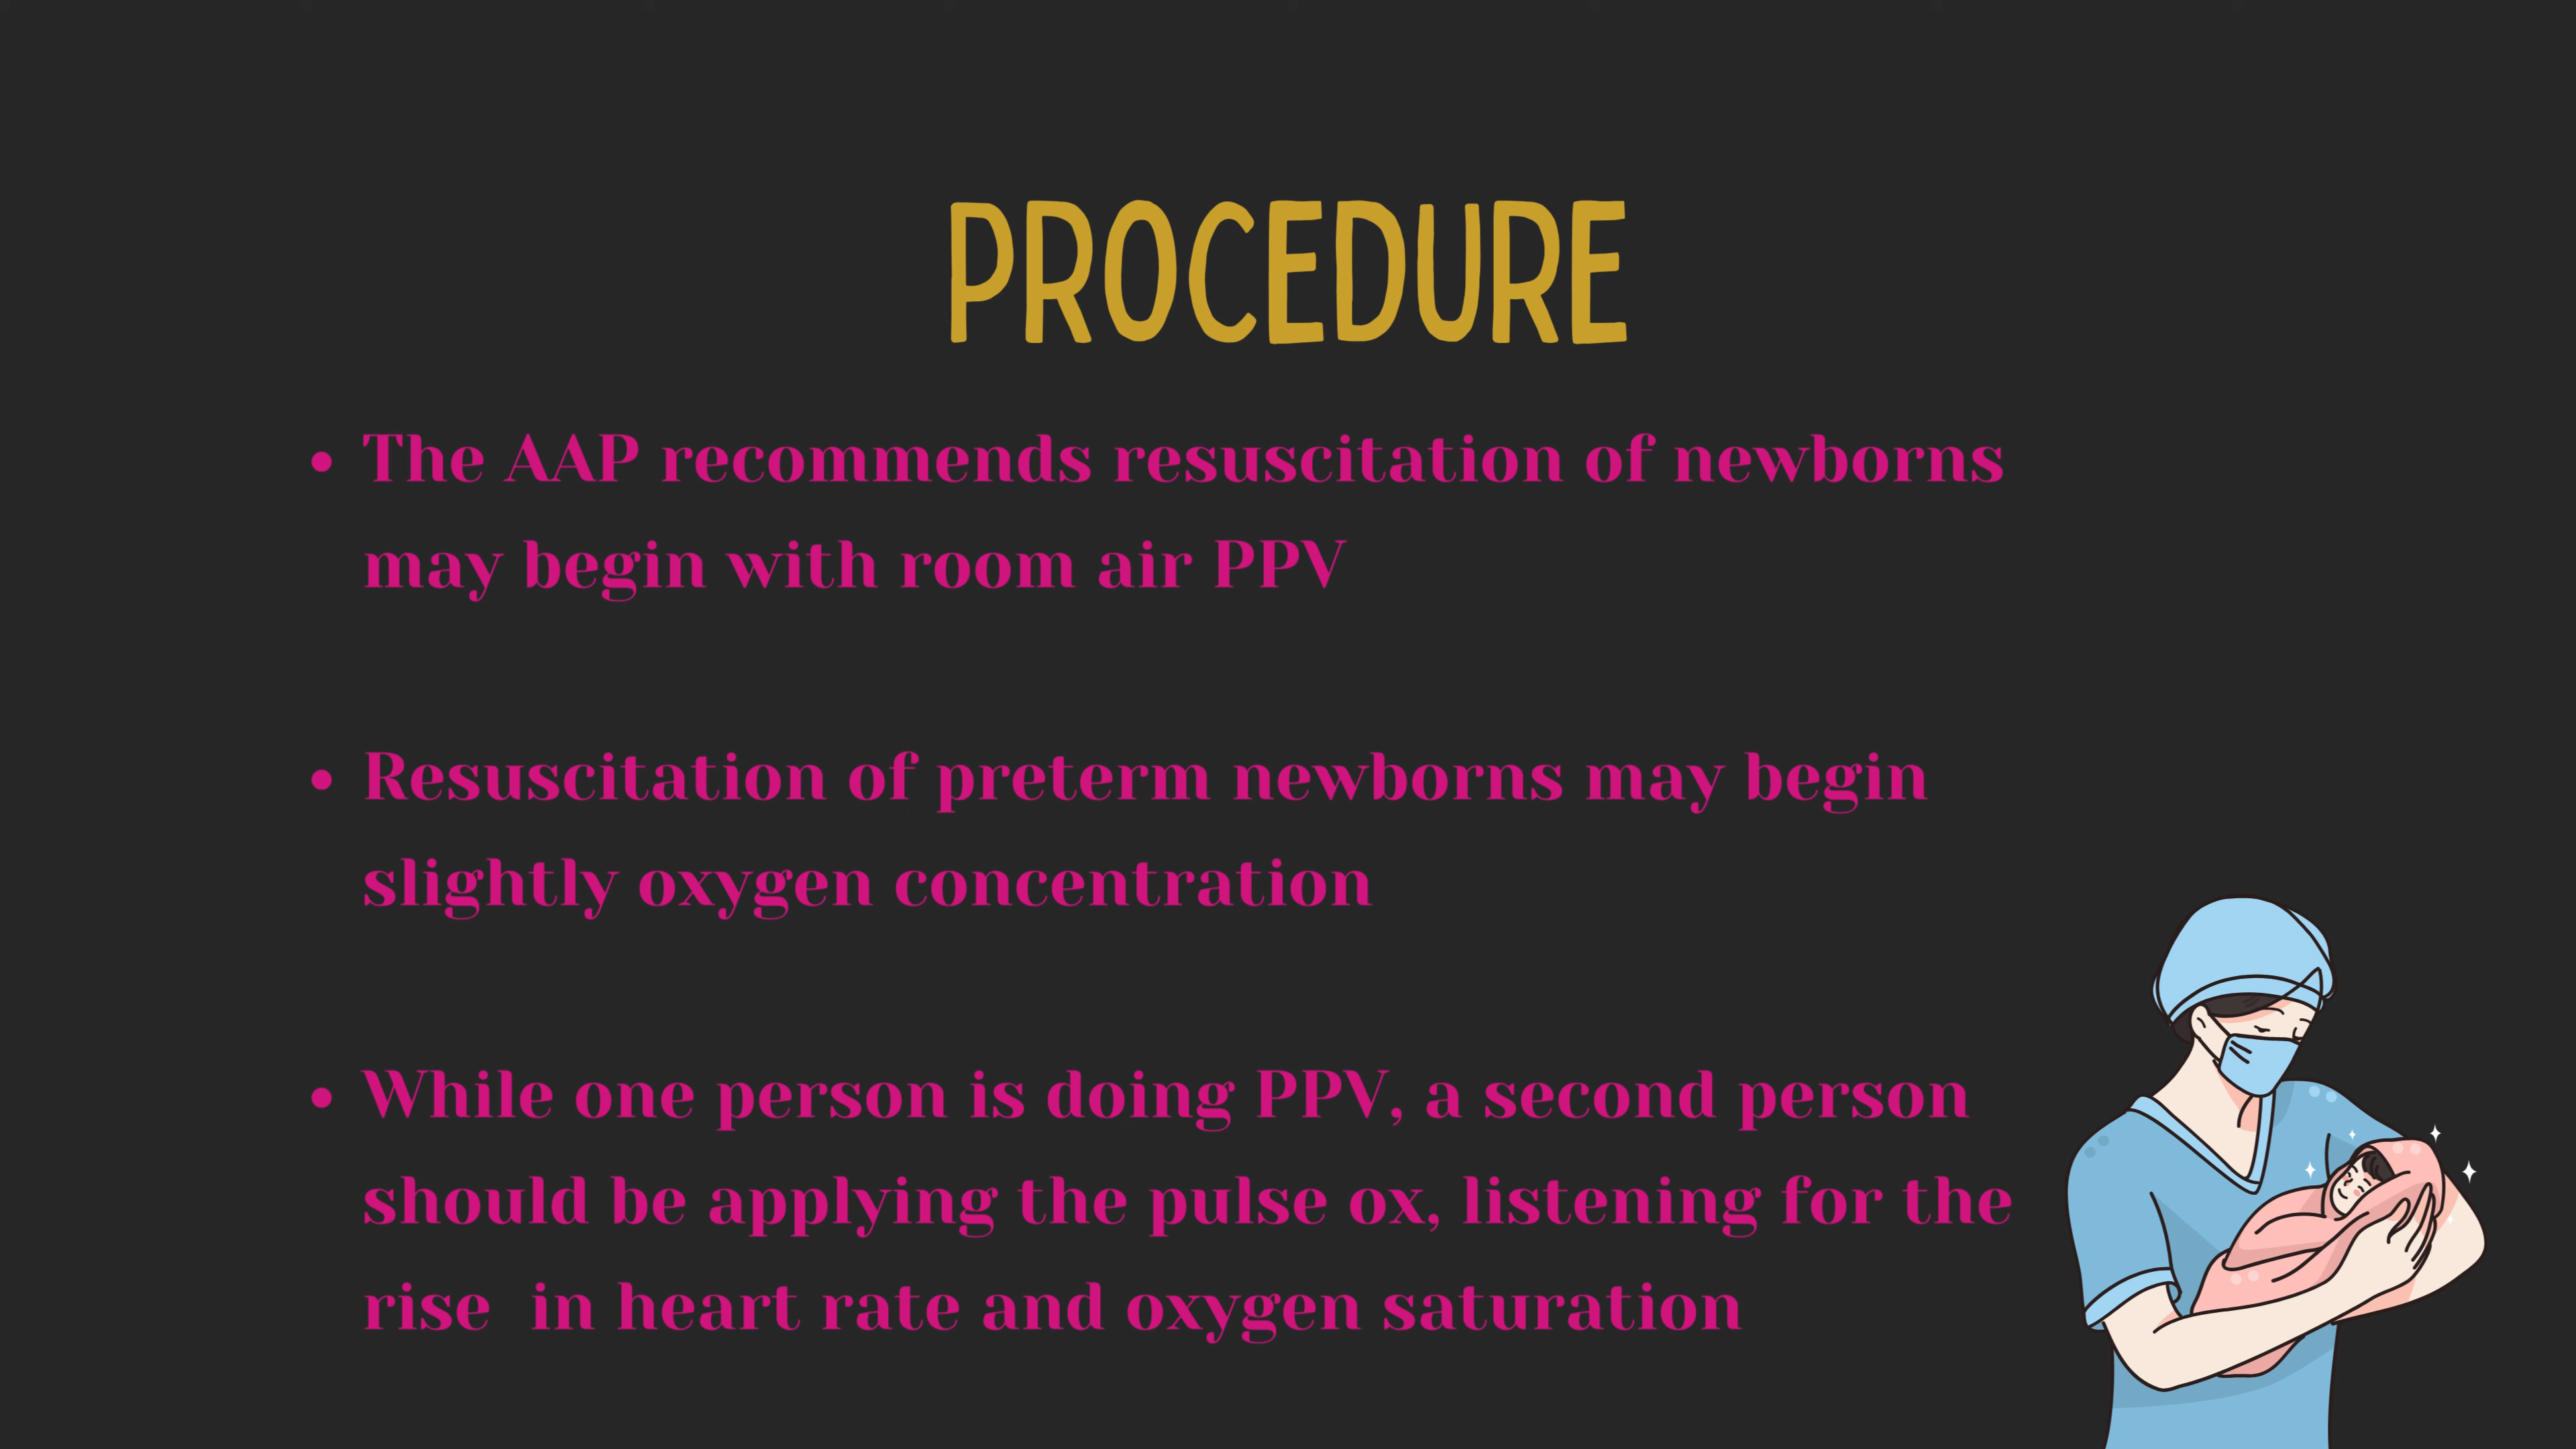 PROCEDURE
• The AAP recommends resuscitation of newborns
may begin with room air PPV
• Resuscitation of preterm newborns may begin
slightly oxygen concentration
• While one person is doing PPV, a second person
should be applying the pulse ox, listening for the
rise  in heart rate and oxygen saturation